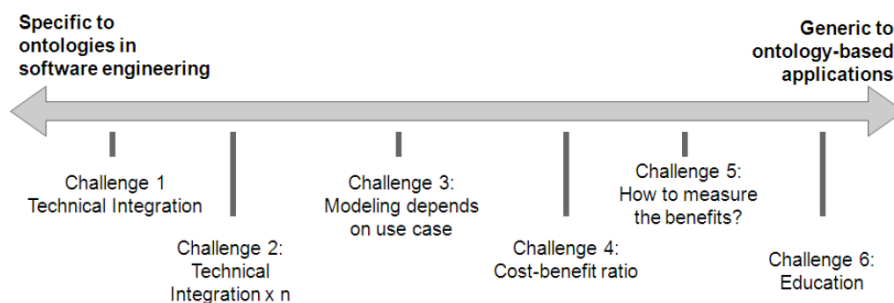 Specific to
ontologies in
software engineering
Generic to
ontology-based
applications
Challenge 1
Technical Integration
Challenge 2:
Technical
Integration x n
Challenge 3:
Modeling depends
on use case
Challenge 4:
Cost-benefit ratio
Challenge 5:
How to measure
the benefits?
Challenge 6:
Education